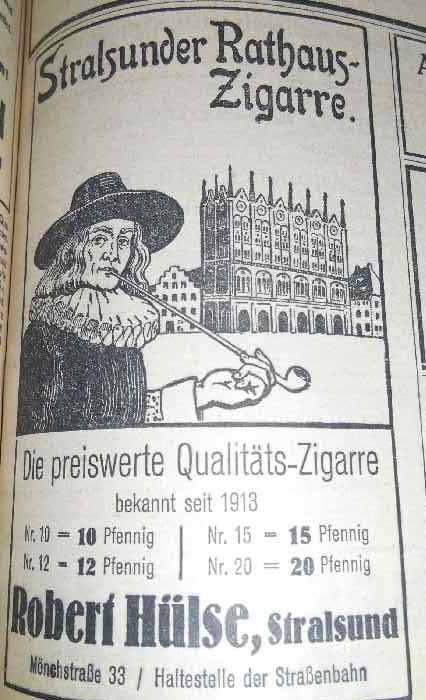 Stralsunder Rathaus-
Zigarre.
Die preiswerte Qualitäts-Zigarre
bekannt seit 1913
Nr. 10 = 10 Pfennig | Nr. 15 = 15 Pfennig
Nr. 12 = 12 Pfennig | Nr. 20 = 20 Pfennig
Robert Hülse, Stralsund
Mönchstraße 33 / Haltestelle der Straßenbahn